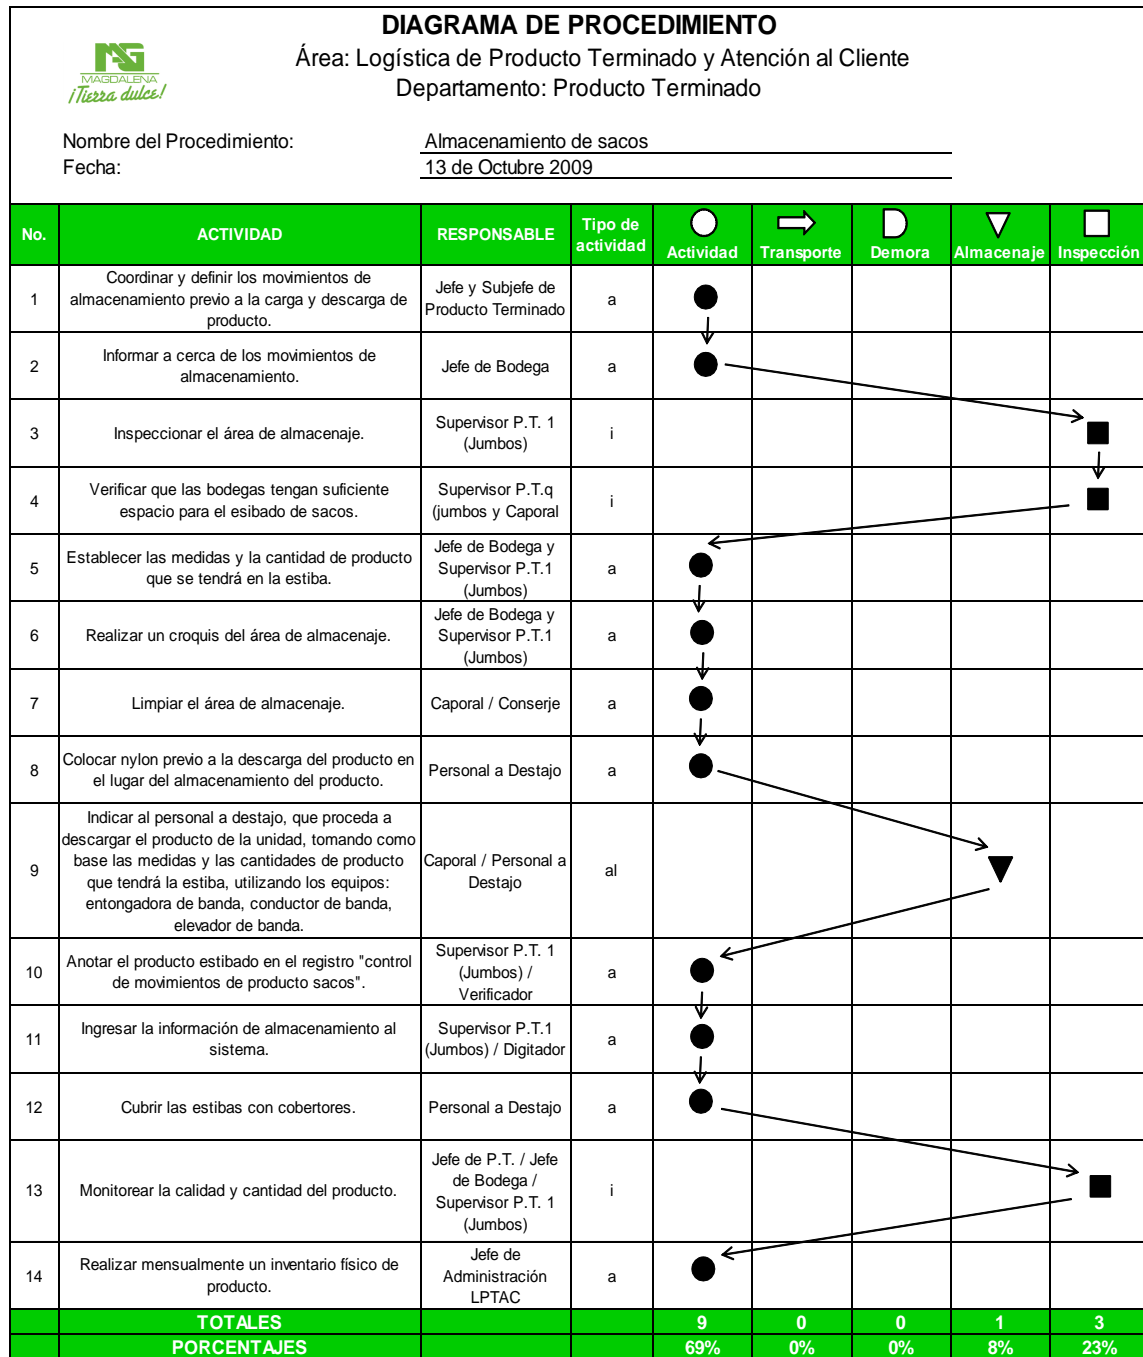 DIAGRAMA DE PROCEDIMIENTO
Área: Logística de Producto Terminado y Atención al Cliente
Departamento: Producto Terminado
MAGDALENA
¡Tierra dulce!
Nombre del Procedimiento: Almacenamiento de sacos
Fecha: 13 de Octubre 2009
No. ACTIVIDAD RESPONSABLE Tipo de actividad Actividad Transporte Demora Almacenaje Inspección
1 Coordinar y definir los movimientos de almacenamiento previo a la carga y descarga de producto. Jefe y Subjefe de Producto Terminado a
2 Informar a cerca de los movimientos de almacenamiento. Jefe de Bodega a
3 Inspeccionar el área de almacenaje. Supervisor P.T. 1 (Jumbos) i
4 Verificar que las bodegas tengan suficiente espacio para el esibado de sacos. Supervisor P.T.q (jumbos y Caporal i
5 Establecer las medidas y la cantidad de producto que se tendrá en la estiba. Jefe de Bodega y Supervisor P.T.1 (Jumbos) a
6 Realizar un croquis del área de almacenaje. Jefe de Bodega y Supervisor P.T.1 (Jumbos) a
7 Limpiar el área de almacenaje. Caporal / Conserje a
8 Colocar nylon previo a la descarga del producto en el lugar del almacenamiento del producto. Personal a Destajo a
9 Indicar al personal a destajo, que proceda a descargar el producto de la unidad, tomando como base las medidas y las cantidades de producto que tendrá la estiba, utilizando los equipos: entongadora de banda, conductor de banda, elevador de banda. Caporal / Personal a Destajo al
10 Anotar el producto estibado en el registro "control de movimientos de producto sacos". Supervisor P.T. 1 (Jumbos) / Verificador a
11 Ingresar la información de almacenamiento al sistema. Supervisor P.T.1 (Jumbos) / Digitador a
12 Cubrir las estibas con cobertores. Personal a Destajo a
13 Monitorear la calidad y cantidad del producto. Jefe de P.T. / Jefe de Bodega / Supervisor P.T. 1 (Jumbos) i
14 Realizar mensualmente un inventario físico de producto. Jefe de Administración LPTAC a
TOTALES 9 0 0 1 3
PORCENTAJES 69% 0% 0% 8% 23%